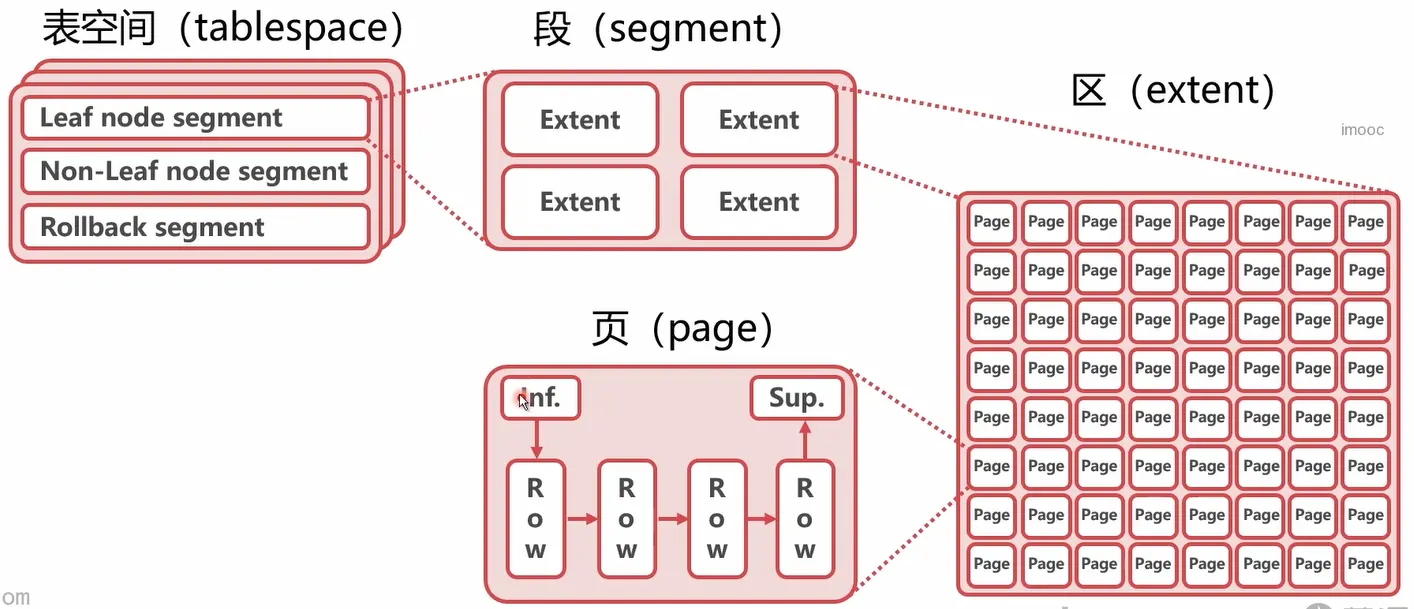 表空间（tablespace）
Leaf node segment
Non-Leaf node segment
Rollback segment
段（segment）
Extent Extent
Extent Extent
区（extent）
imooc
Page Page Page Page Page Page Page Page
Page Page Page Page Page Page Page Page
Page Page Page Page Page Page Page Page
Page Page Page Page Page Page Page Page
Page Page Page Page Page Page Page Page
Page Page Page Page Page Page Page Page
Page Page Page Page Page Page Page Page
Page Page Page Page Page Page Page Page
页（page）
Inf. Sup.
Row Row Row Row
om